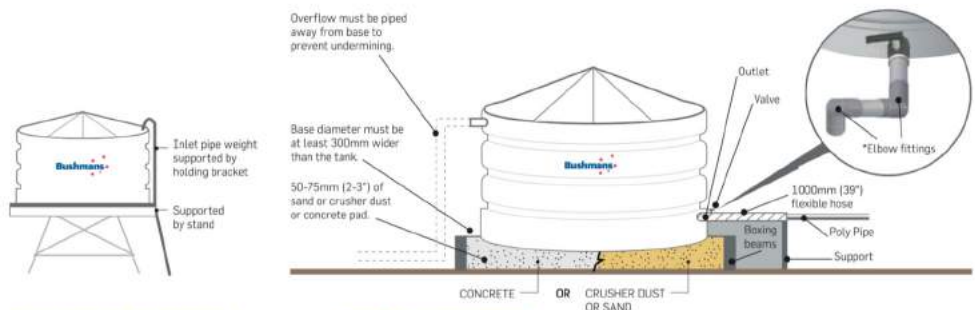 Overflow must be piped
away from base to
prevent undermining.
Outlet
Valve
*Elbow fittings
Bushmans
Inlet pipe weight
supported by
holding bracket
Supported
by stand
Base diameter must be
at least 300mm wider
than the tank.
Bushmans
50-75mm (2-3") of
sand or crusher dust
or concrete pad.
1000mm (39")
flexible hose
Poly Pipe
Boxing
beams
Support
CONCRETE OR CRUSHER DUST
OR SAND